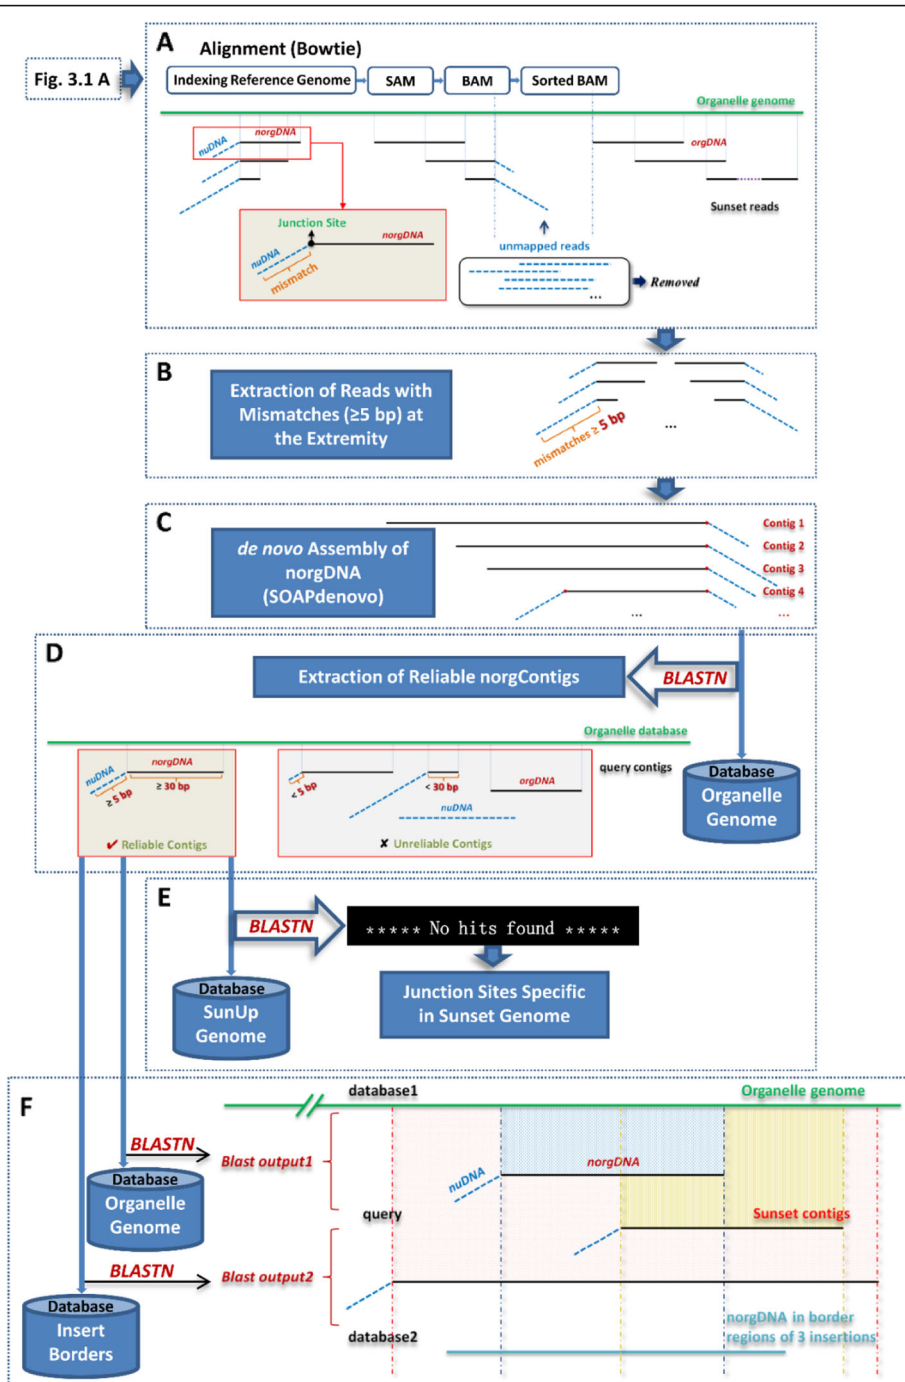 Fig. 3.1 A
A
Alignment (Bowtie)
Indexing Reference Genome
SAM
BAM
Sorted BAM
Organelle genome
nuDNA
norgDNA
orgDNA
Sunset reads
Junction Site
nuDNA
norgDNA
mismatch
unmapped reads
...
Removed
B
Extraction of Reads with
Mismatches (≥5 bp) at
the Extremity
mismatches ≥ 5 bp
...
C
de novo Assembly of
norgDNA
(SOAPdenovo)
Contig 1
Contig 2
Contig 3
Contig 4
...
...
...
D
Extraction of Reliable norgContigs
BLASTN
Organelle database
query contigs
nuDNA
norgDNA
≥ 5 bp
≥ 30 bp
✔ Reliable Contigs
< 5 bp
< 30 bp
orgDNA
nuDNA
✘ Unreliable Contigs
Database
Organelle
Genome
E
BLASTN
***** No hits found *****
Database
SunUp
Genome
Junction Sites Specific
in Sunset Genome
F
database1
Organelle genome
BLASTN
Blast output1
Database
Organelle
Genome
nuDNA
norgDNA
query
Sunset contigs
BLASTN
Blast output2
Database
Insert
Borders
database2
norgDNA in border
regions of 3 insertions